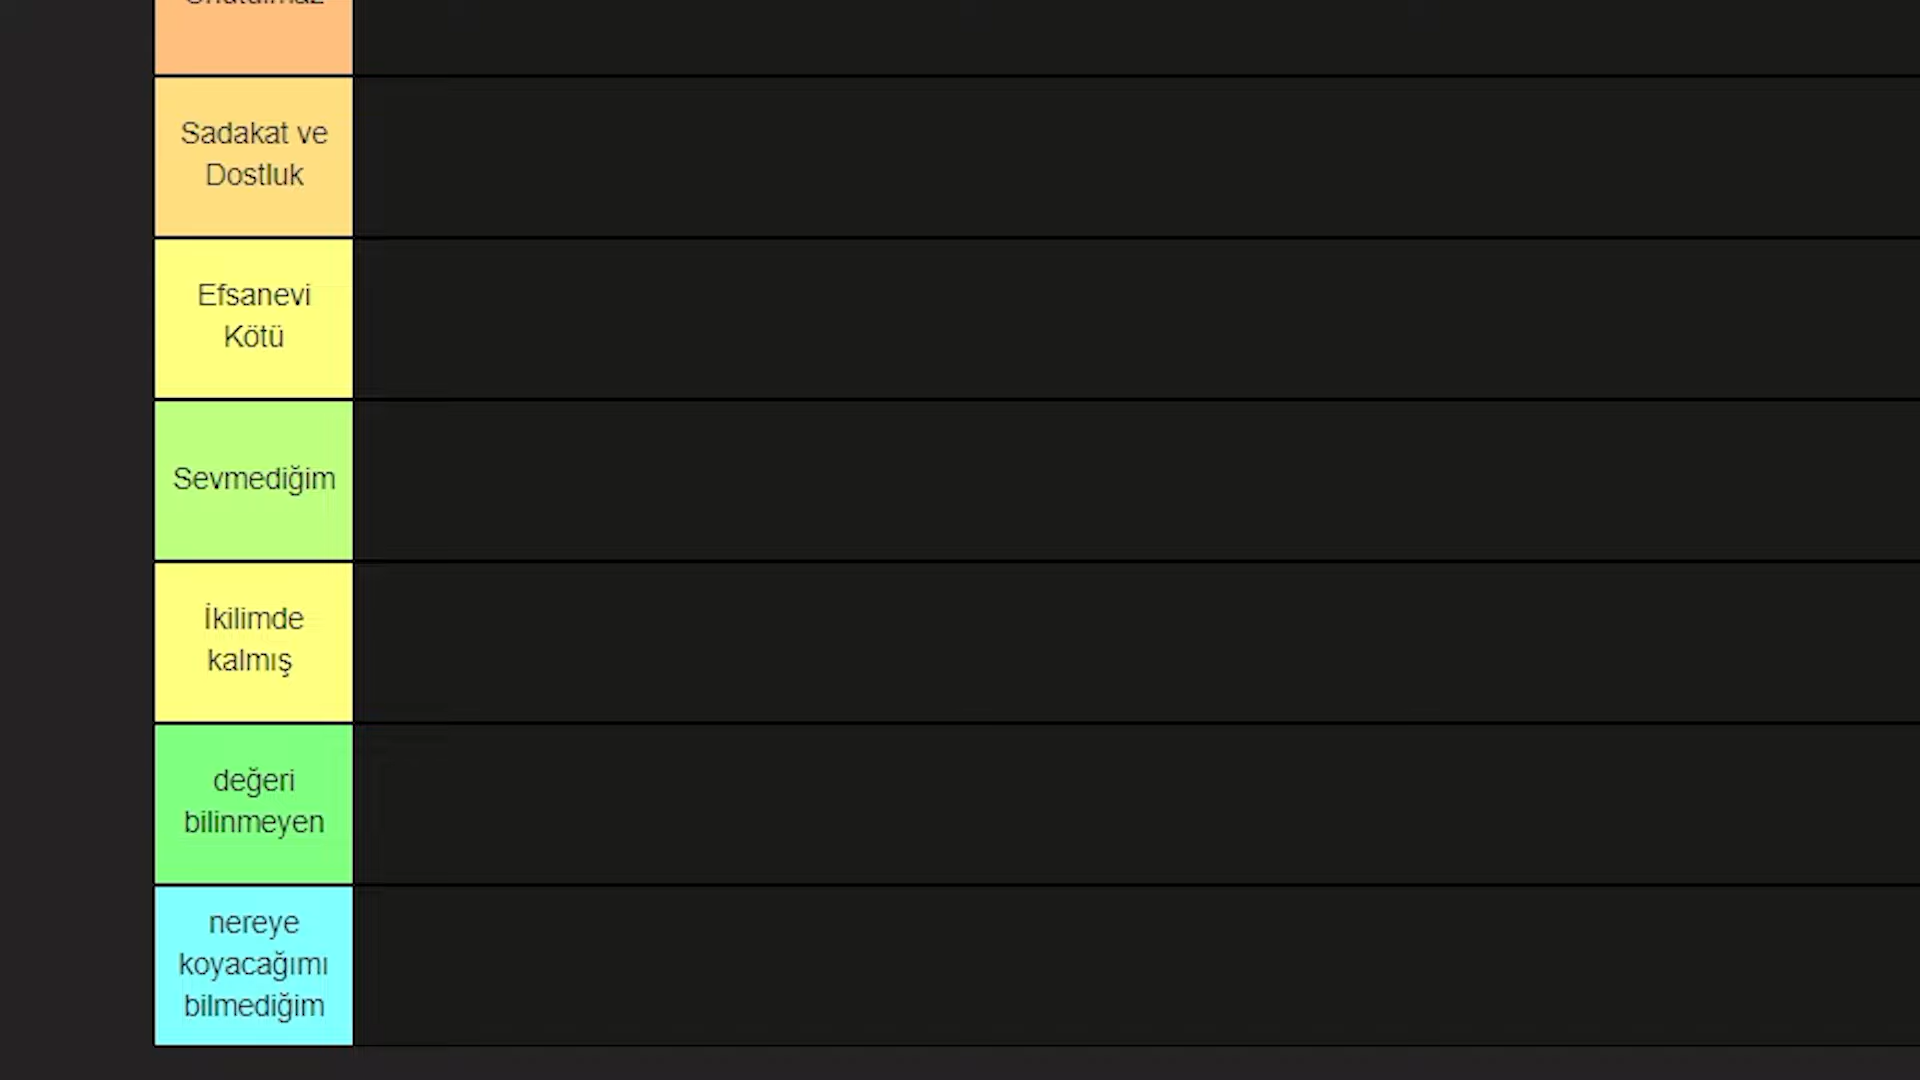 Sadakat ve
Dostluk
Efsanevi
Kötü
Sevmediğim
İkilimde
kalmış
değeri
bilinmeyen
nereye
koyacağımı
bilmediğim